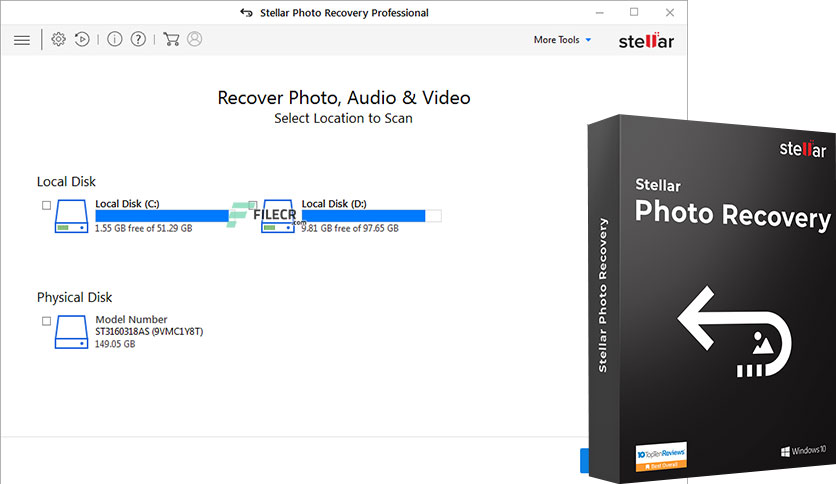 Stellar Photo Recovery Professional
More Tools
stellar
Recover Photo, Audio & Video
Select Location to Scan
Local Disk
Local Disk (C:)
1.55 GB free of 51.29 GB
Local Disk (D:)
9.81 GB free of 97.65 GB
FILECR
.com
Physical Disk
Model Number
ST3160318AS (9VMC1Y8T)
149.05 GB
stellar
Stellar
Photo Recovery
Stellar Photo Recovery
10TopTenReviews
Best Overall
Windows 10